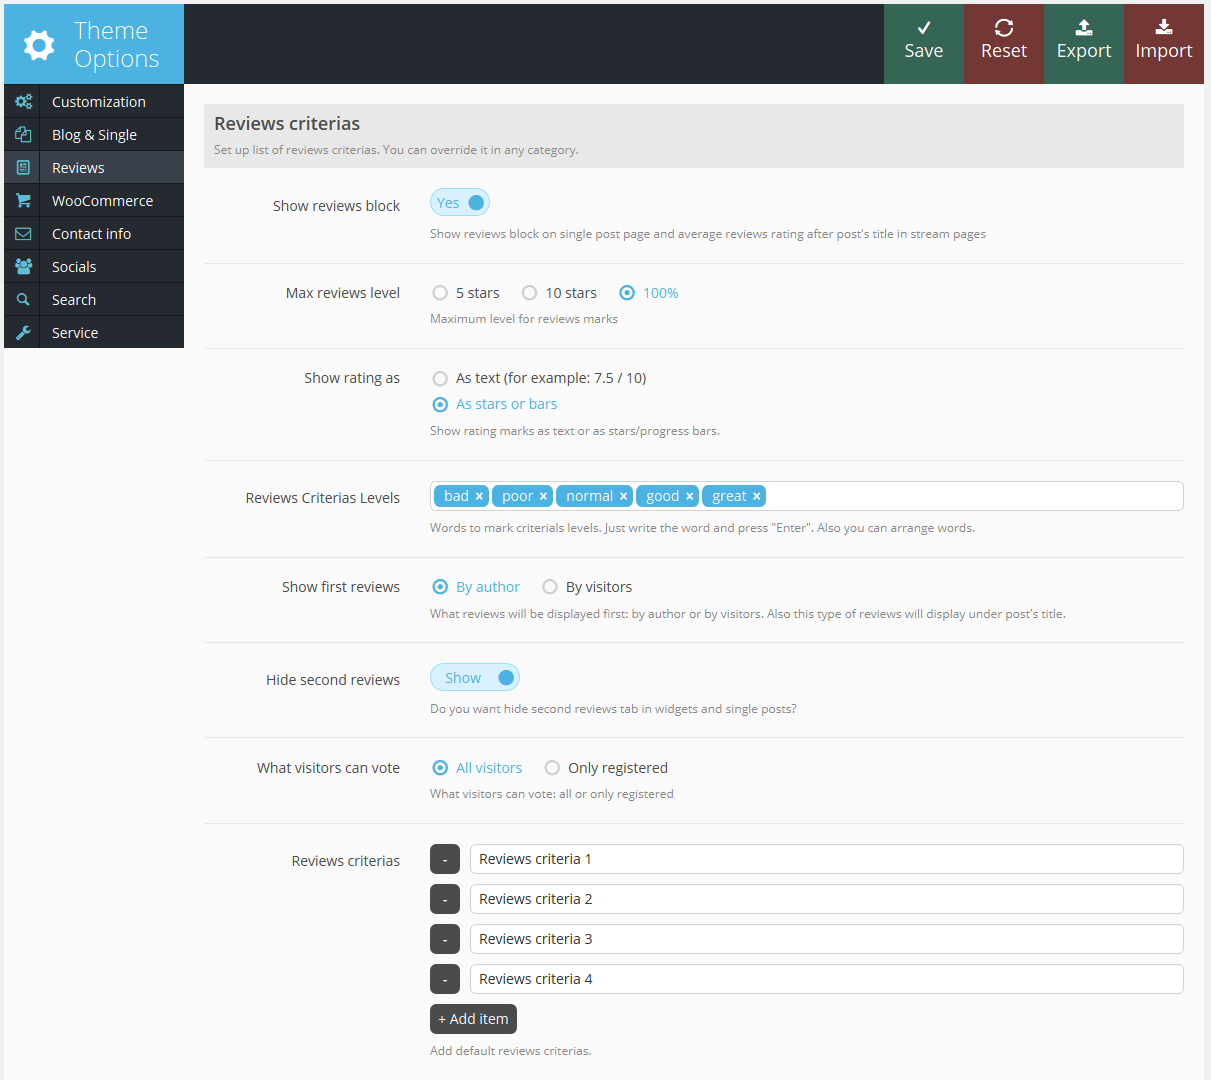 Theme
Options
Save
Reset
Export
Import
Customization
Blog & Single
Reviews
WooCommerce
Contact info
Socials
Search
Service
Reviews criterias
Set up list of reviews criterias. You can override it in any category.
Show reviews block
Yes
Show reviews block on single post page and average reviews rating after post's title in stream pages
Max reviews level
5 stars
10 stars
100%
Maximum level for reviews marks
Show rating as
As text (for example: 7.5 / 10)
As stars or bars
Show rating marks as text or as stars/progress bars.
Reviews Criterias Levels
bad × poor × normal × good × great ×
Words to mark criterials levels. Just write the word and press "Enter". Also you can arrange words.
Show first reviews
By author
By visitors
What reviews will be displayed first: by author or by visitors. Also this type of reviews will display under post's title.
Hide second reviews
Show
Do you want hide second reviews tab in widgets and single posts?
What visitors can vote
All visitors
Only registered
What visitors can vote: all or only registered
Reviews criterias
- Reviews criteria 1
- Reviews criteria 2
- Reviews criteria 3
- Reviews criteria 4
+ Add item
Add default reviews criterias.